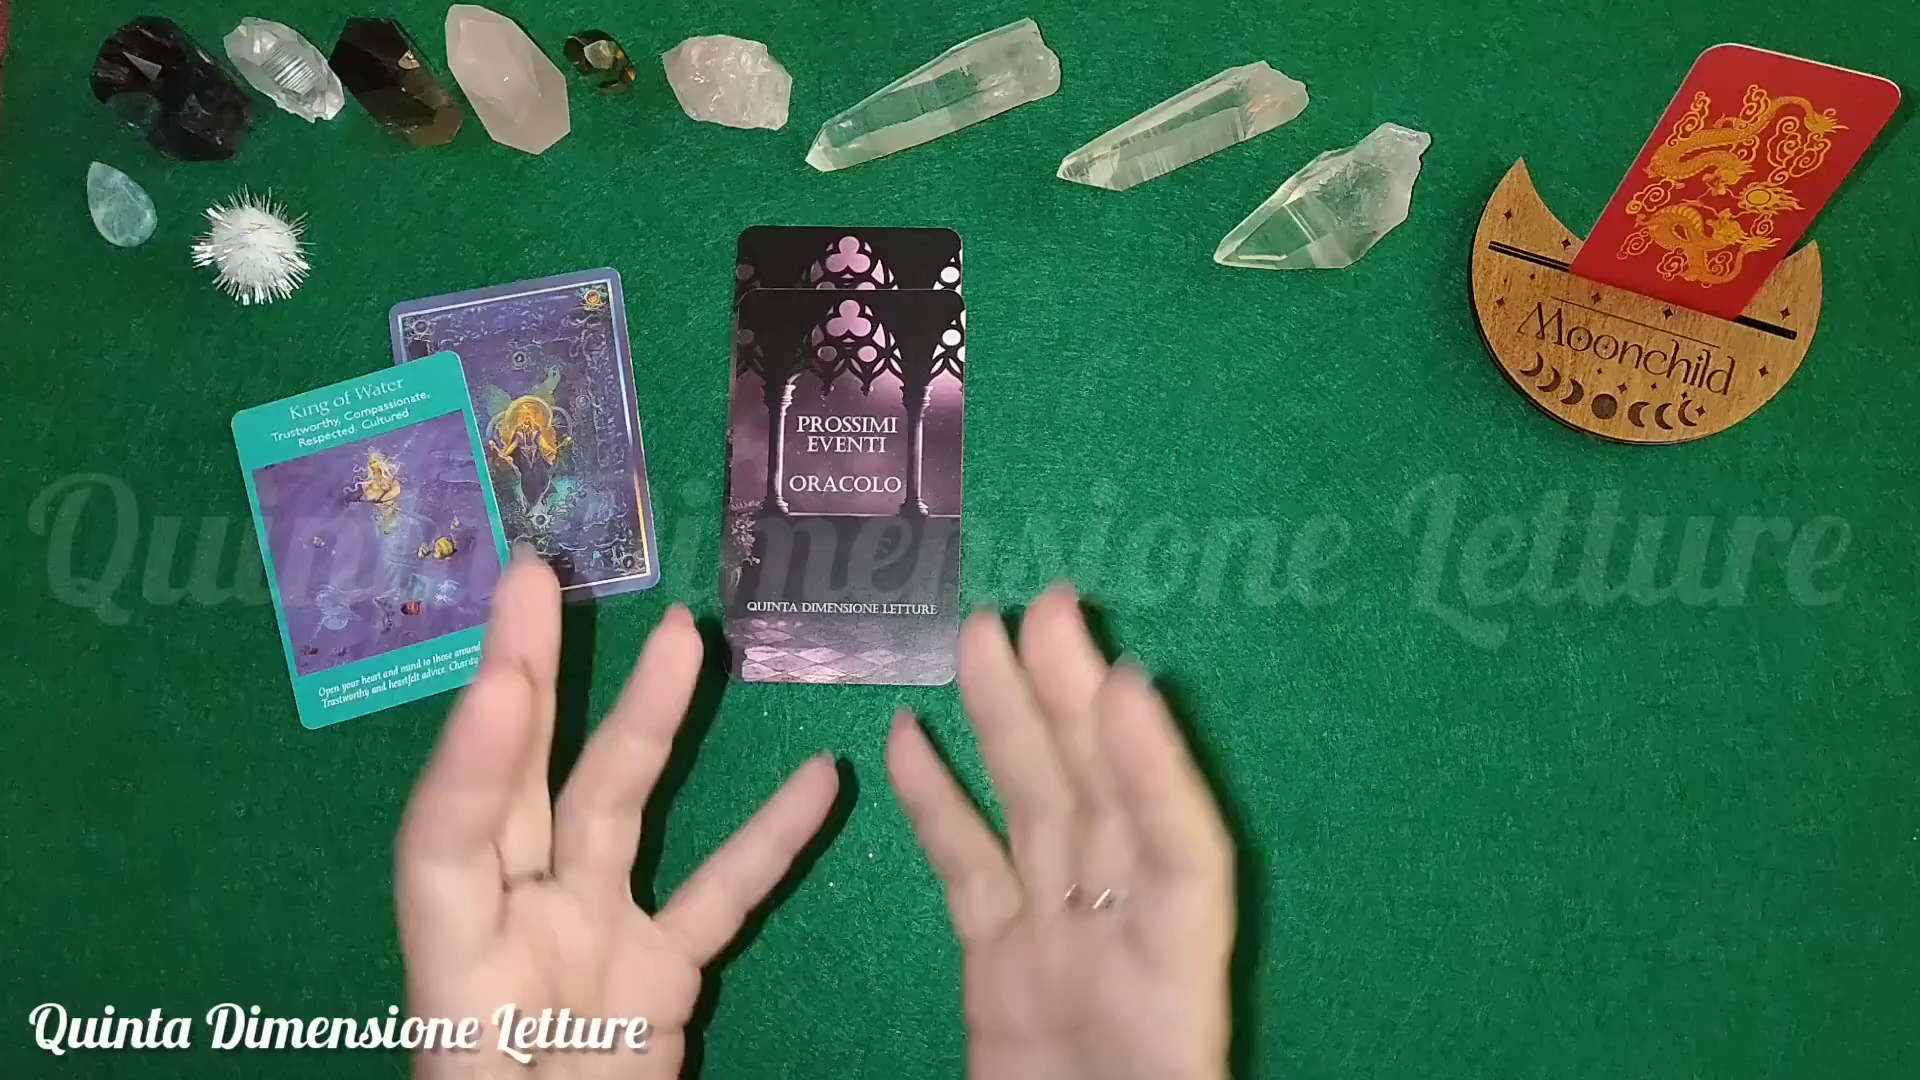 King of Water
Trustworthy, Compassionate,
Respected, Cultured
Open your heart and mind to those around
Trustworthy and heartfelt advice. Charity
PROSSIMI
EVENTI
ORACOLO
QUINTA DIMENSIONE LETTURE
Moonchild
Quinta Dimensione Letture
Quinta Dimensione Letture